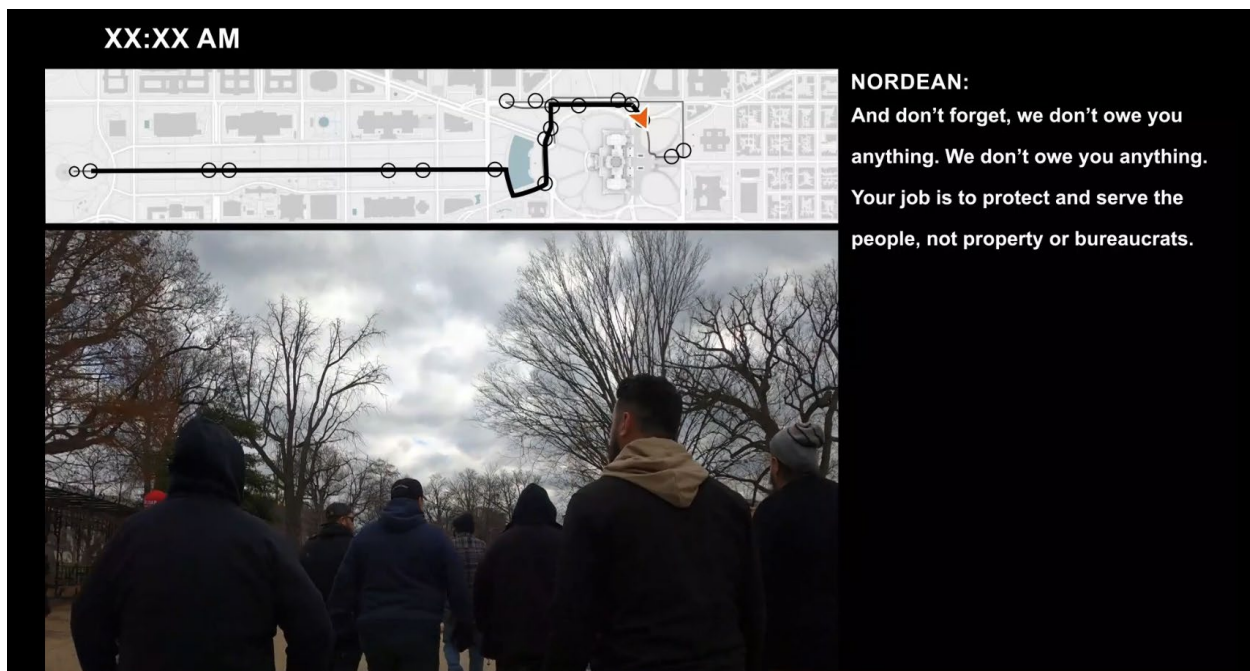 XX:XX AM
NORDEAN:
And don't forget, we don't owe you
anything. We don't owe you anything.
Your job is to protect and serve the
people, not property or bureaucrats.